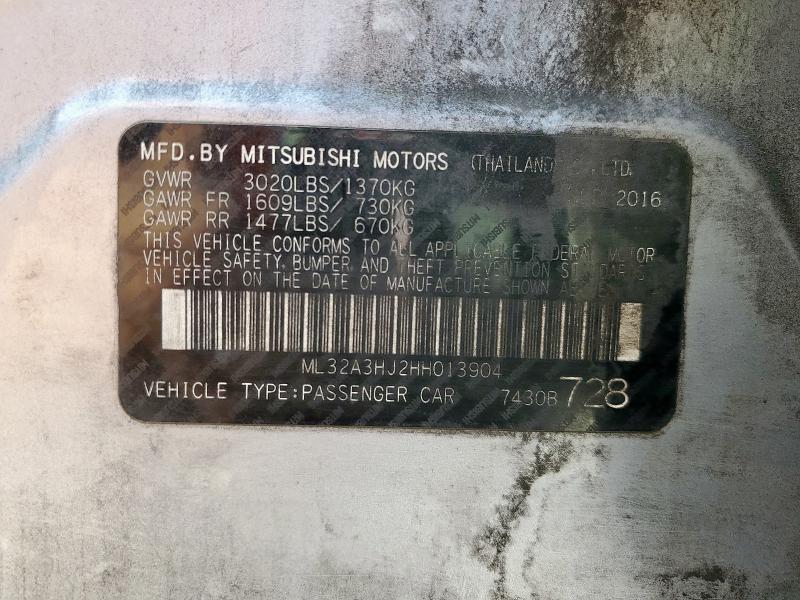 MFD.BY MITSUBISHI MOTORS (THAILAND) CO., LTD.
GVWR 3020LBS/1370KG 2016
GAWR FR 1609LBS/ 730KG
GAWR RR 1477LBS/ 670KG
THIS VEHICLE CONFORMS TO ALL APPLICABLE FEDERAL MOTOR
VEHICLE SAFETY, BUMPER, AND THEFT PREVENTION STANDARDS
IN EFFECT ON THE DATE OF MANUFACTURE SHOWN ABOVE.
ML32A3HJ2HH013904
VEHICLE TYPE:PASSENGER CAR 7430B 728